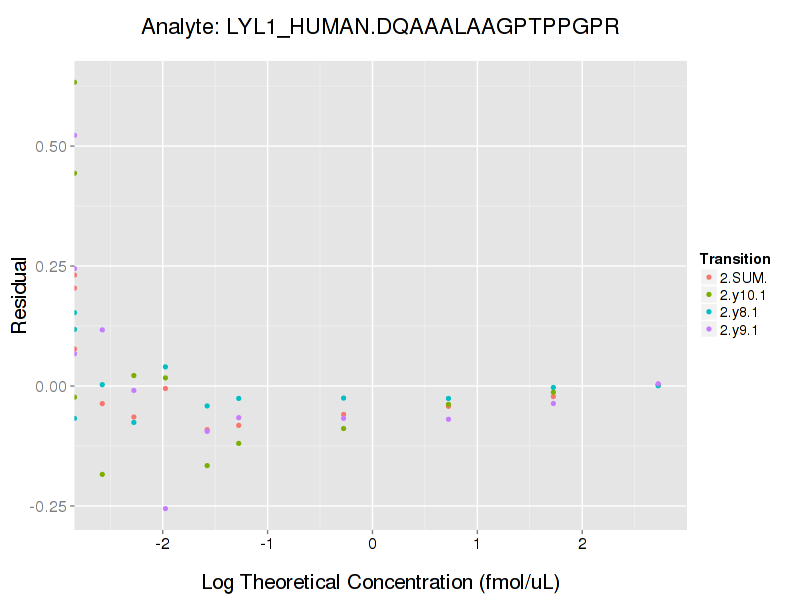 Analyte: LYL1_HUMAN.DQAAALAAGPTPPGPR
0.50
0.25
0.00
-0.25
Residual
-2
-1
0
1
2
Log Theoretical Concentration (fmol/uL)
Transition
2.SUM.
2.y10.1
2.y8.1
2.y9.1